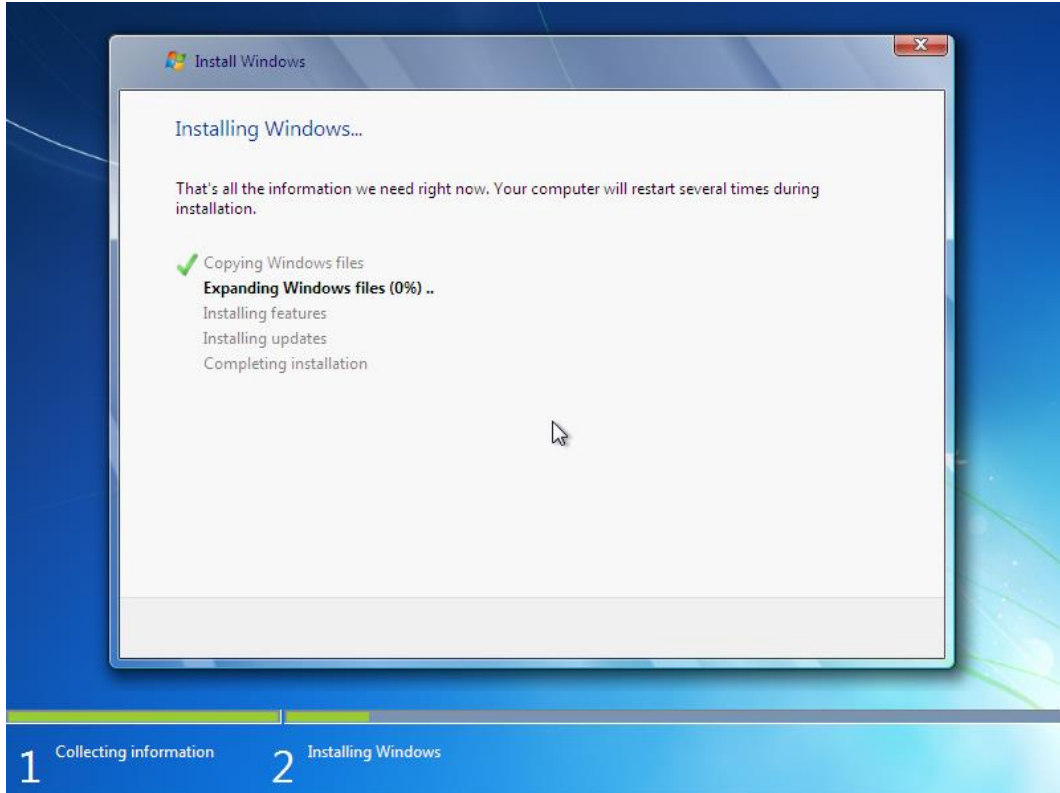 Install Windows
Installing Windows...
That's all the information we need right now. Your computer will restart several times during
installation.
Copying Windows files
Expanding Windows files (0%) ..
Installing features
Installing updates
Completing installation
1 Collecting information
2 Installing Windows